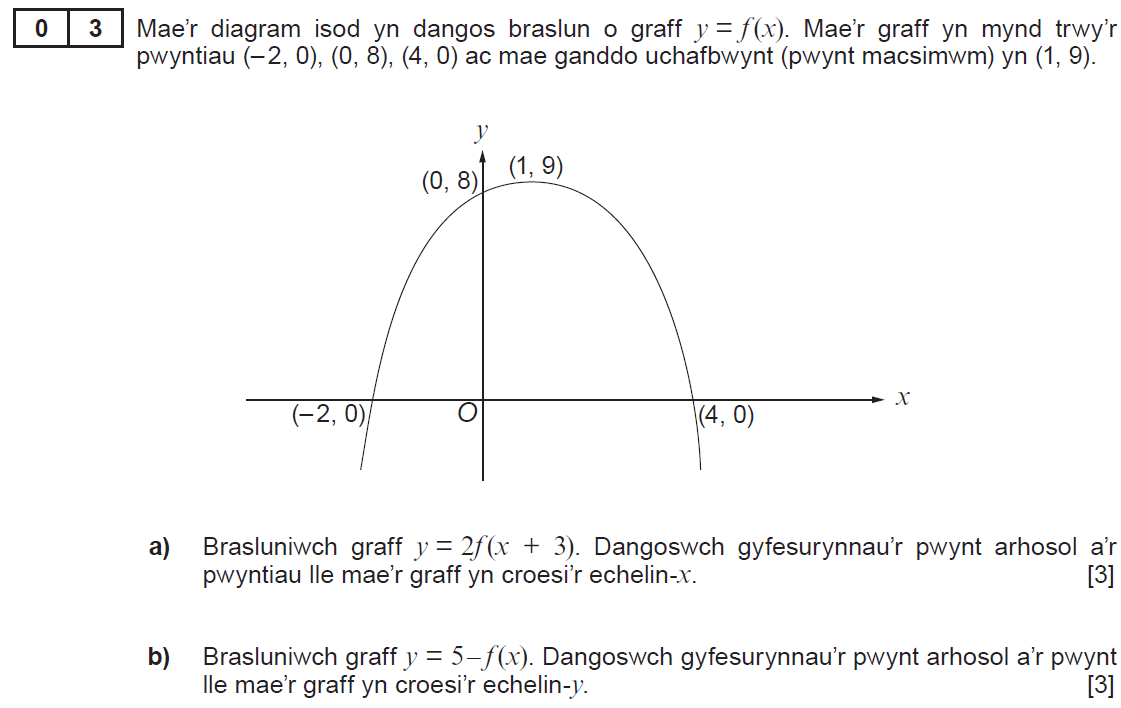 0 3 Mae'r diagram isod yn dangos braslun o graff y = f(x). Mae'r graff yn mynd trwy'r
pwyntiau (−2, 0), (0, 8), (4, 0) ac mae ganddo uchafbwynt (pwynt macsimwm) yn (1, 9).
y
(0, 8) (1, 9)
x
(−2, 0) O (4, 0)
a) Brasluniwch graff y = 2f(x + 3). Dangoswch gyfesurynnau'r pwynt arhosol a'r
pwyntiau lle mae'r graff yn croesi'r echelin-x. [3]
b) Brasluniwch graff y = 5−f(x). Dangoswch gyfesurynnau'r pwynt arhosol a'r pwynt
lle mae'r graff yn croesi'r echelin-y. [3]